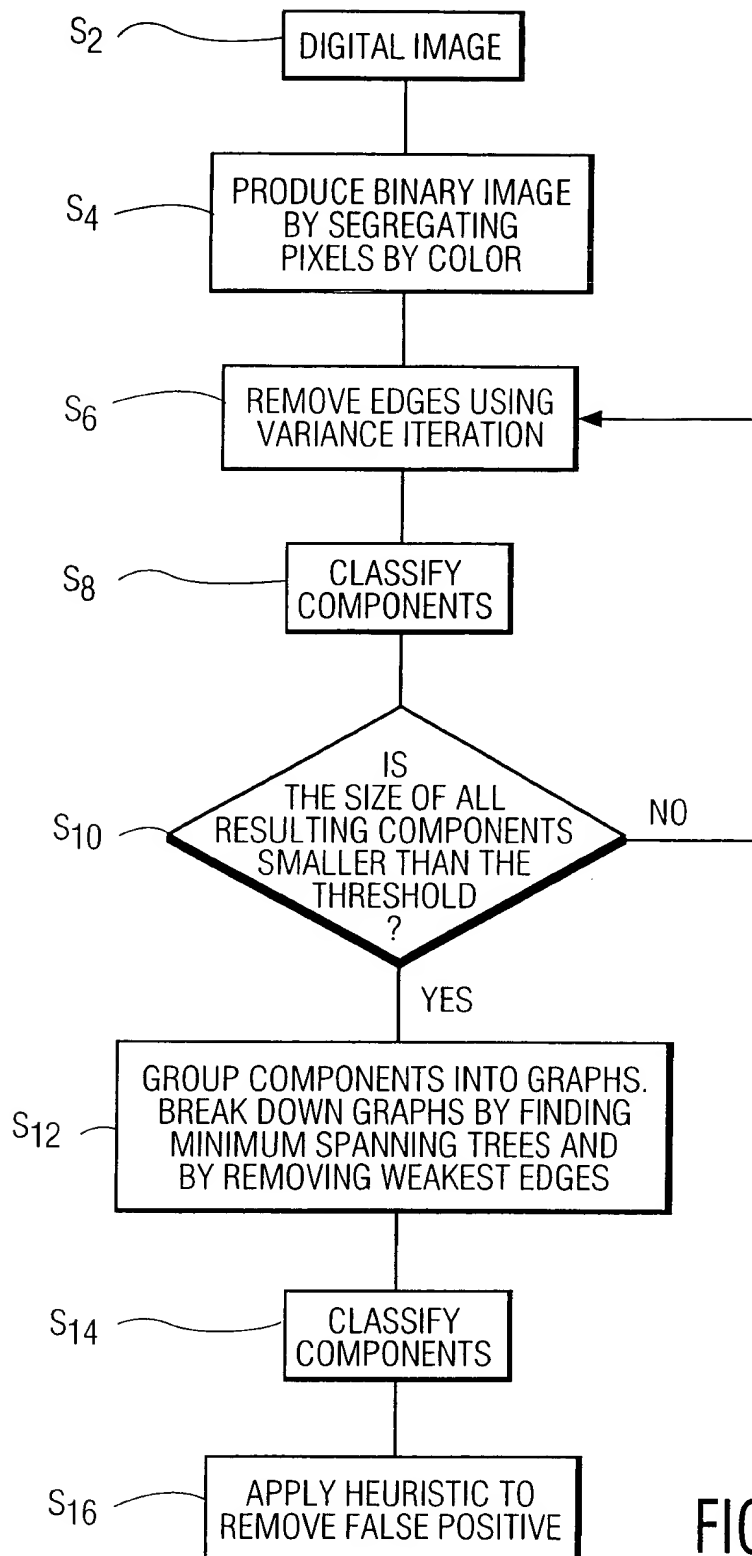 S2
DIGITAL IMAGE
S4
PRODUCE BINARY IMAGE
BY SEGREGATING
PIXELS BY COLOR
S6
REMOVE EDGES USING
VARIANCE ITERATION
S8
CLASSIFY
COMPONENTS
S10
IS
THE SIZE OF ALL
RESULTING COMPONENTS
SMALLER THAN THE
THRESHOLD
?
NO
YES
S12
GROUP COMPONENTS INTO GRAPHS.
BREAK DOWN GRAPHS BY FINDING
MINIMUM SPANNING TREES AND
BY REMOVING WEAKEST EDGES
S14
CLASSIFY
COMPONENTS
S16
APPLY HEURISTIC TO
REMOVE FALSE POSITIVE